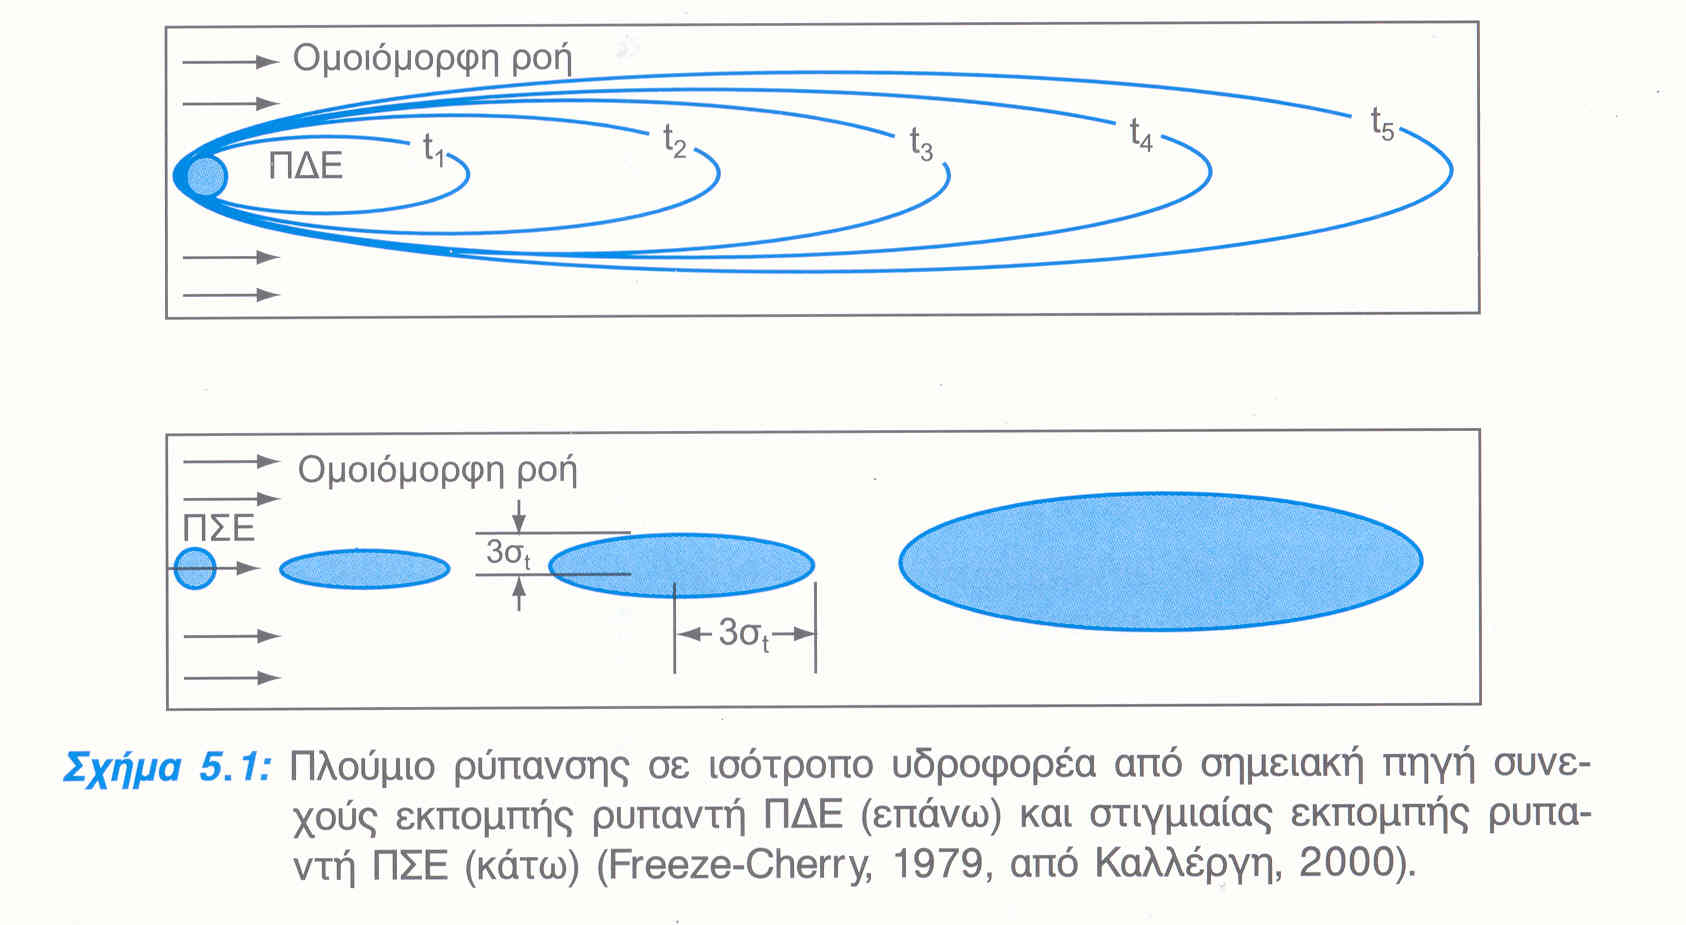 Ομοιόμορφη ροή
ΠΔΕ
t1
t2
t3
t4
t5
Ομοιόμορφη ροή
ΠΣΕ
3σt
3σt
Σχήμα 5.1: Πλούμιο ρύπανσης σε ισότροπο υδροφορέα από σημειακή πηγή συνε-
χούς εκπομπής ρυπαντή ΠΔΕ (επάνω) και στιγμιαίας εκπομπής ρυπα-
ντή ΠΣΕ (κάτω) (Freeze-Cherry, 1979, από Καλλέργη, 2000).